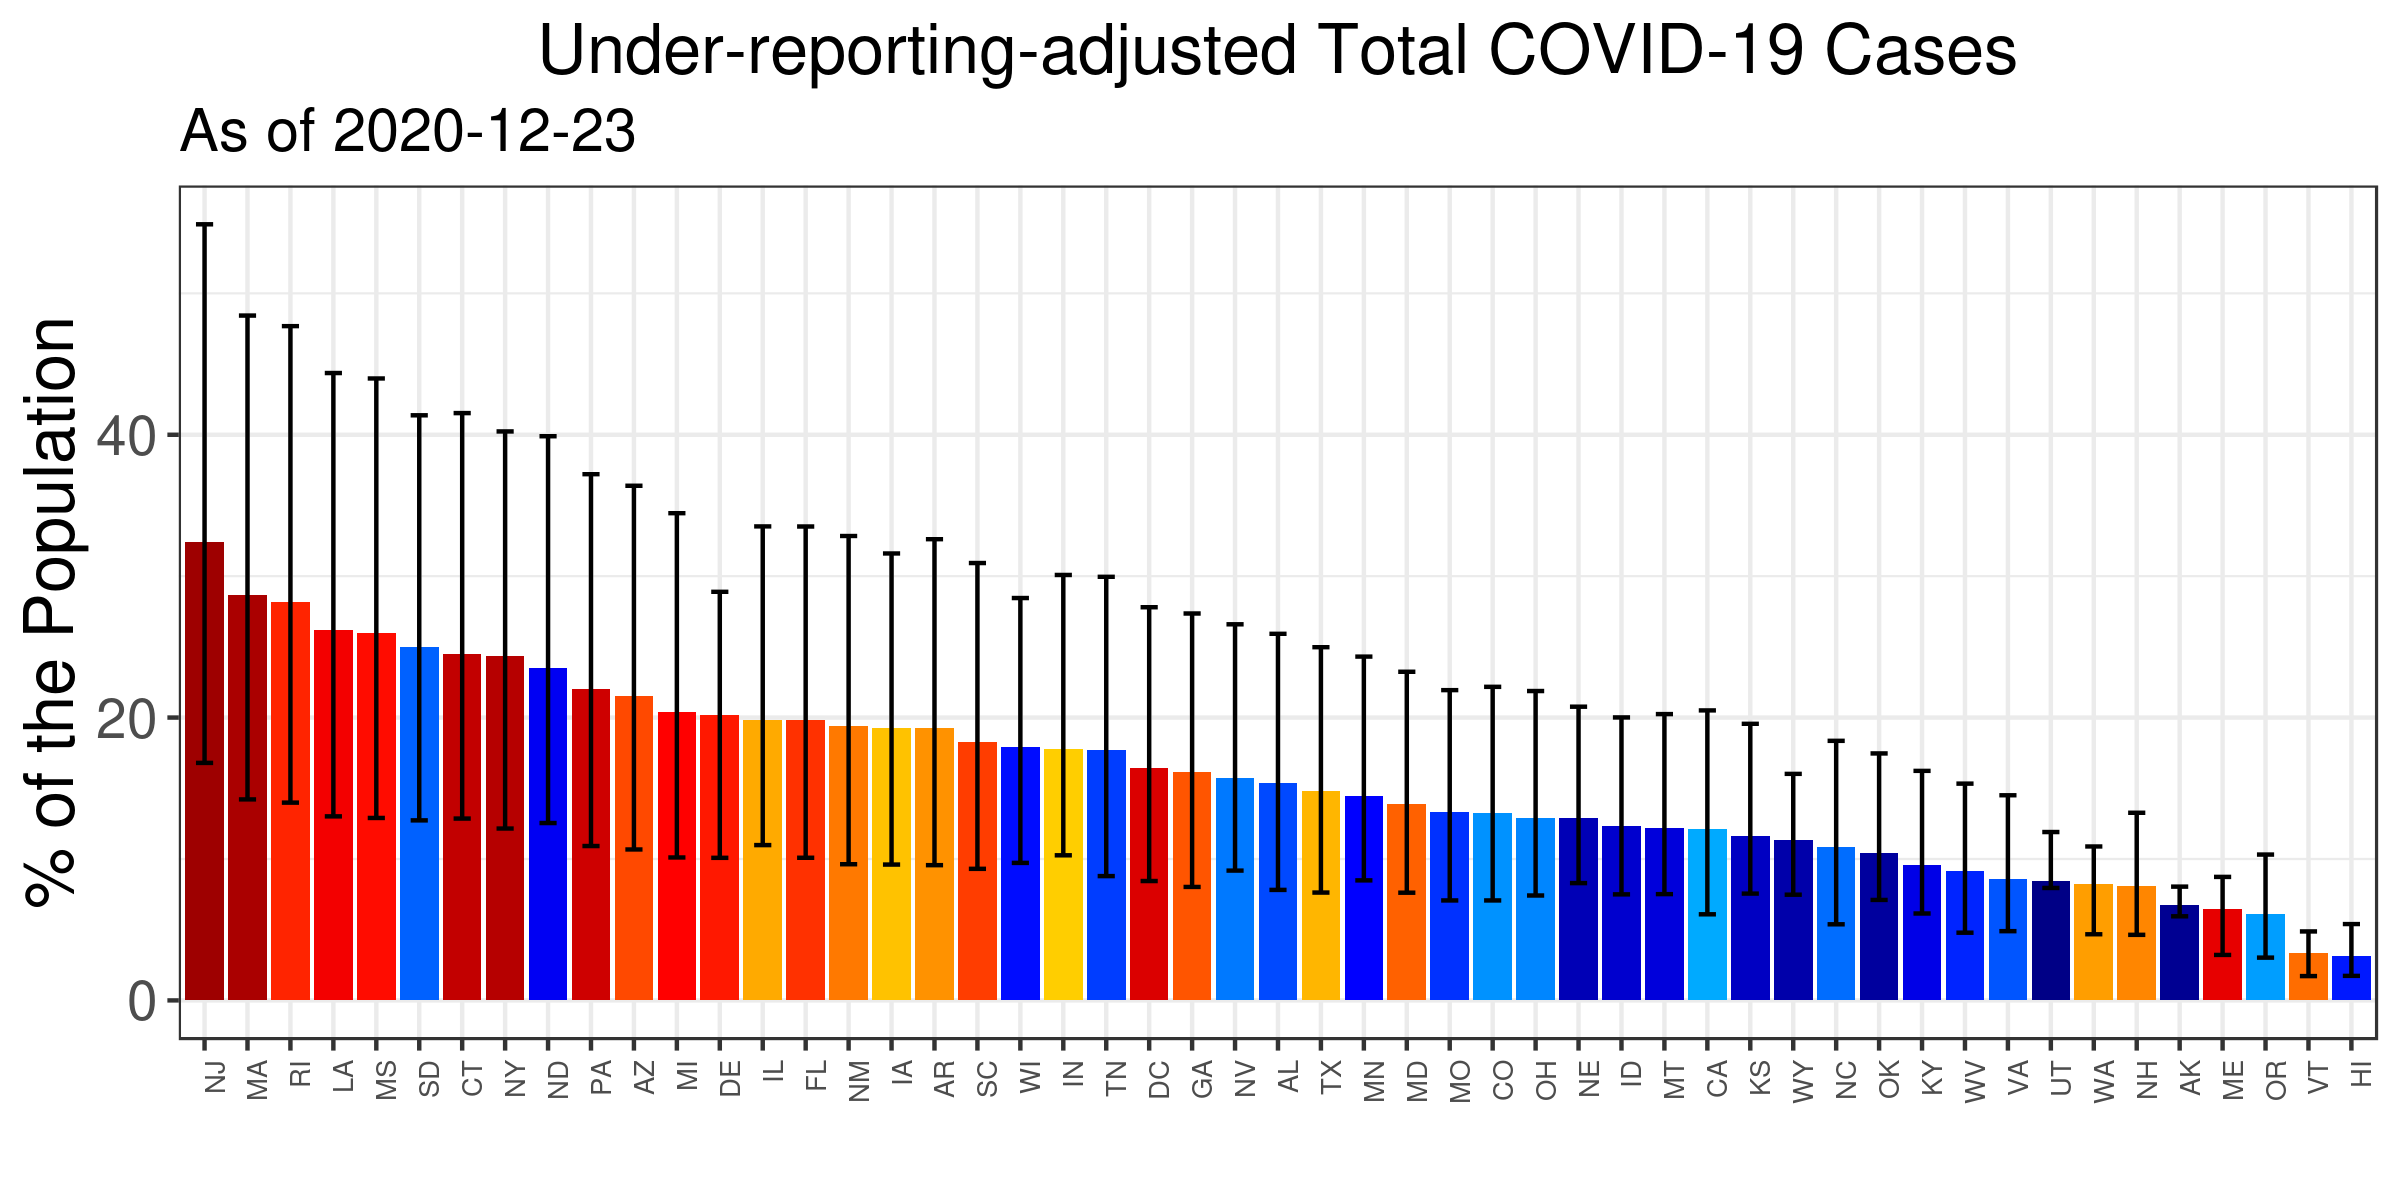 Under-reporting-adjusted Total COVID-19 Cases
As of 2020-12-23
% of the Population
40
20
0
NJ MA RI LA MS SD CT NY ND PA AZ MI DE IL FL NM IA AR SC WI IN TN DC GA NV AL TX MN MD MO CO OH NE ID MT CA KS WY NC OK KY WV VA UT WA NH AK ME OR VT HI